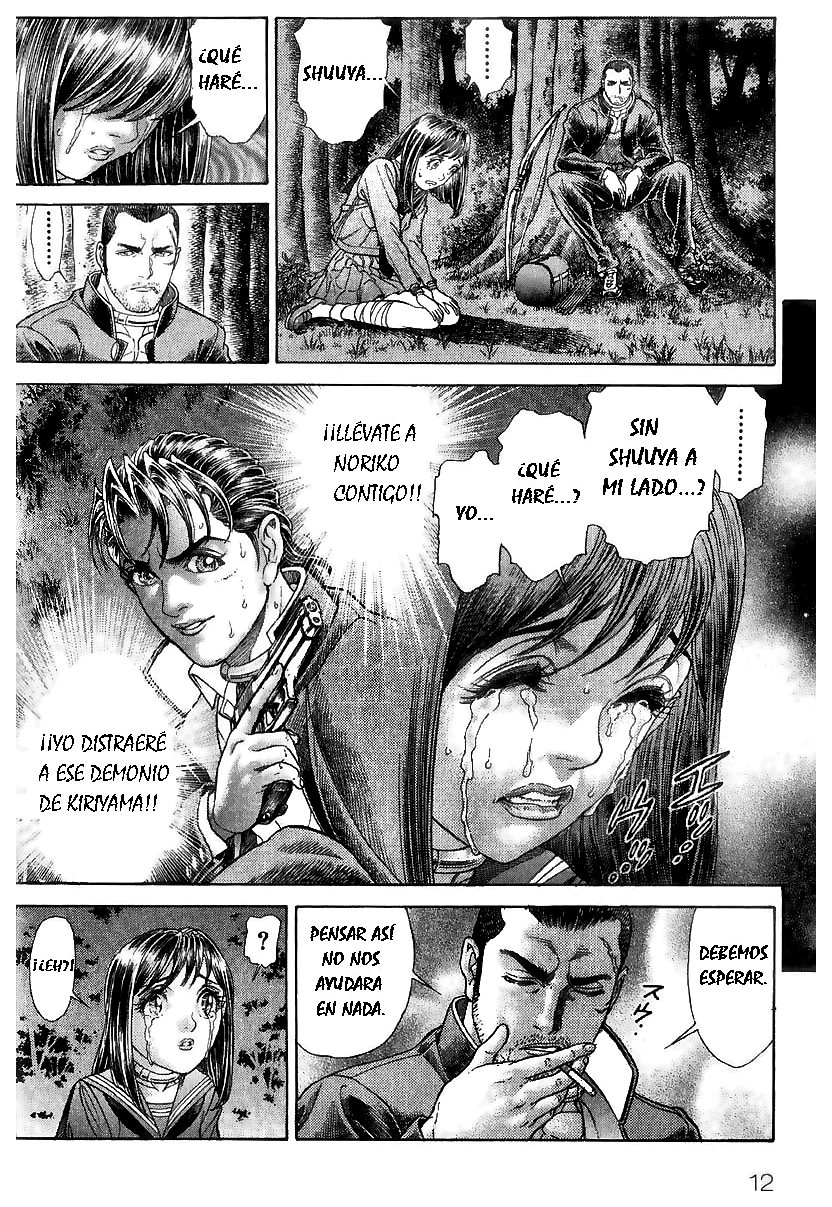 ………
SHUUYA...
¿QUÉ
HARÉ...
………
………
SIN
SHUUYA A
MI LADO...?
¿QUÉ
HARÉ...?
YO...
¡¡LLÉVATE A
NORIKO
CONTIGO!!
¡¡YO DISTRAERÉ
A ESE DEMONIO
DE KIRIYAMA!!
DEBEMOS
ESPERAR.
PENSAR ASÍ
NO NOS
AYUDARA
EN NADA.
?
¡¿EH?!
12